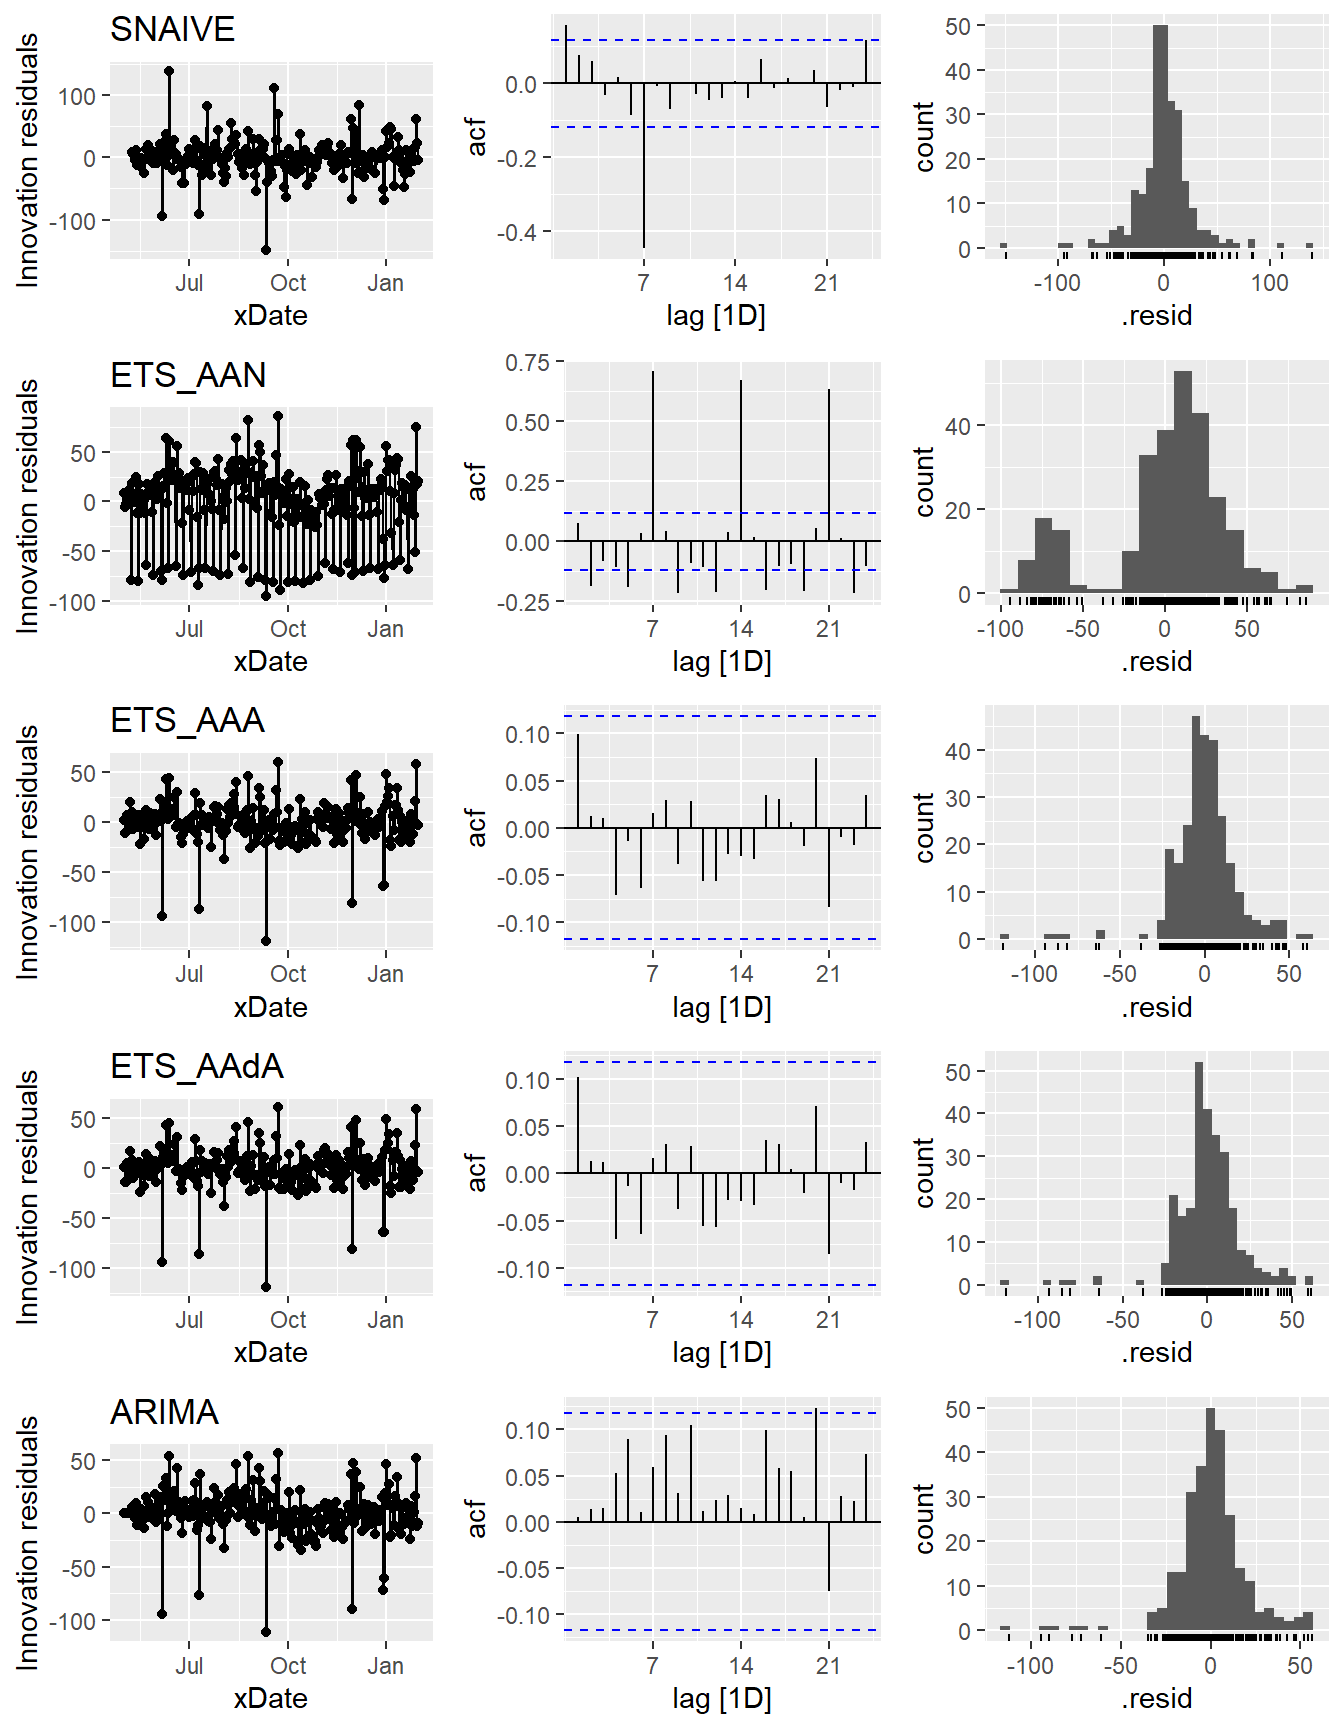 SNAIVE
Innovation residuals
100
0
-100
Jul Oct Jan
xDate
acf
0.0
-0.2
-0.4
7 14 21
lag [1D]
count
50
40
30
20
10
0
-100 0 100
.resid
ETS_AAN
Innovation residuals
50
0
-50
-100
Jul Oct Jan
xDate
acf
0.75
0.50
0.25
0.00
-0.25
7 14 21
lag [1D]
count
40
20
0
-100 -50 0 50
.resid
ETS_AAA
Innovation residuals
50
0
-50
-100
Jul Oct Jan
xDate
acf
0.10
0.05
0.00
-0.05
-0.10
7 14 21
lag [1D]
count
40
30
20
10
0
-100 -50 0 50
.resid
ETS_AAdA
Innovation residuals
50
0
-50
-100
Jul Oct Jan
xDate
acf
0.10
0.05
0.00
-0.05
-0.10
7 14 21
lag [1D]
count
50
40
30
20
10
0
-100 -50 0 50
.resid
ARIMA
Innovation residuals
50
0
-50
-100
Jul Oct Jan
xDate
acf
0.10
0.05
0.00
-0.05
-0.10
7 14 21
lag [1D]
count
50
40
30
20
10
0
-100 -50 0 50
.resid